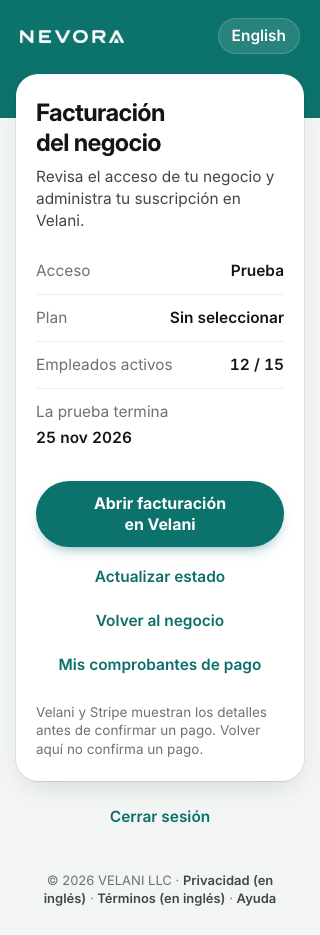 NEVORA
English
Facturación
del negocio
Revisa el acceso de tu negocio y
administra tu suscripción en
Velani.
Acceso
Prueba
Plan
Sin seleccionar
Empleados activos
12 / 15
La prueba termina
25 nov 2026
Abrir facturación
en Velani
Actualizar estado
Volver al negocio
Mis comprobantes de pago
Velani y Stripe muestran los detalles
antes de confirmar un pago. Volver
aquí no confirma un pago.
Cerrar sesión
© 2026 VELANI LLC · Privacidad (en
inglés) · Términos (en inglés) · Ayuda